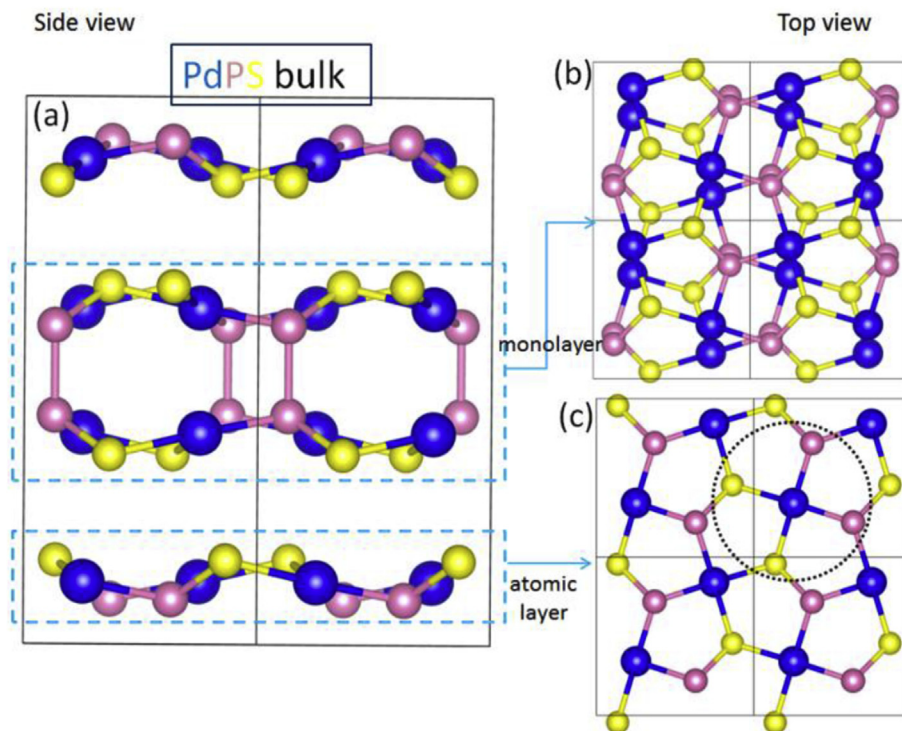 Side view
Top view
PdPS bulk
(a)
(b)
monolayer
(c)
atomic
layer